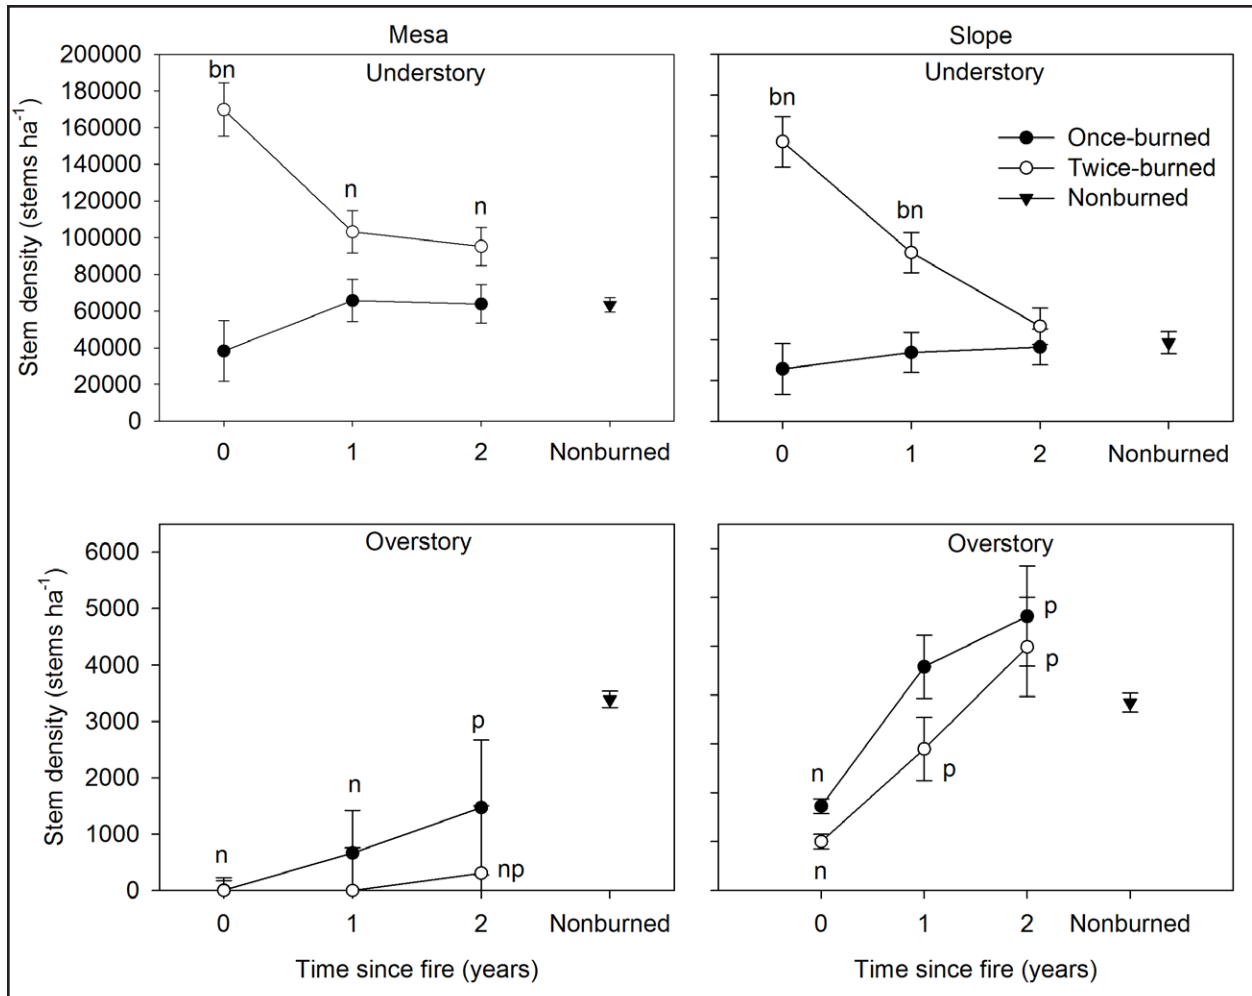 Mesa
Understory
Stem density (stems ha-1)
200000
180000
160000
140000
120000
100000
80000
60000
40000
20000
0
bn
n
n
0 1 2 Nonburned
Slope
Understory
bn
bn
Once-burned
Twice-burned
Nonburned
0 1 2 Nonburned
Overstory
Stem density (stems ha-1)
6000
5000
4000
3000
2000
1000
0
n
n
p
np
0 1 2 Nonburned
Time since fire (years)
Overstory
p
p
n
p
n
0 1 2 Nonburned
Time since fire (years)